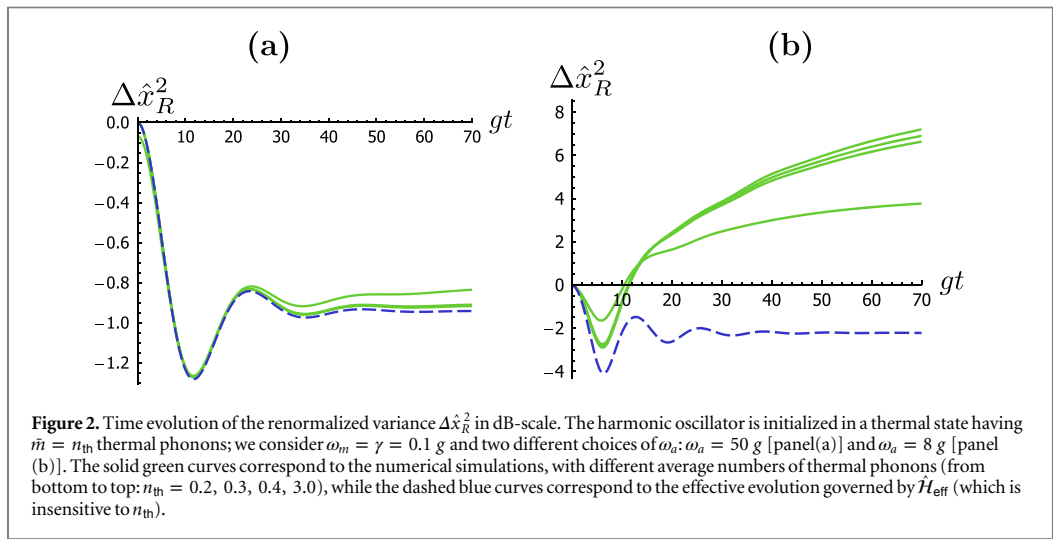 (a)
(b)
Δx̂²_R
gt
0.0
10 20 30 40 50 60 70
−0.2
−0.4
−0.6
−0.8
−1.0
−1.2
Δx̂²_R
8
6
4
2
gt
0
10 20 30 40 50 60 70
−2
−4
Figure 2. Time evolution of the renormalized variance Δx̂_R² in dB-scale. The harmonic oscillator is initialized in a thermal state having
m̄ = n_th thermal phonons; we consider ω_m = γ = 0.1 g and two different choices of ω_a: ω_a = 50 g [panel(a)] and ω_a = 8 g [panel
(b)]. The solid green curves correspond to the numerical simulations, with different average numbers of thermal phonons (from
bottom to top: n_th = 0.2, 0.3, 0.4, 3.0), while the dashed blue curves correspond to the effective evolution governed by Ĥ_eff (which is
insensitive to n_th).